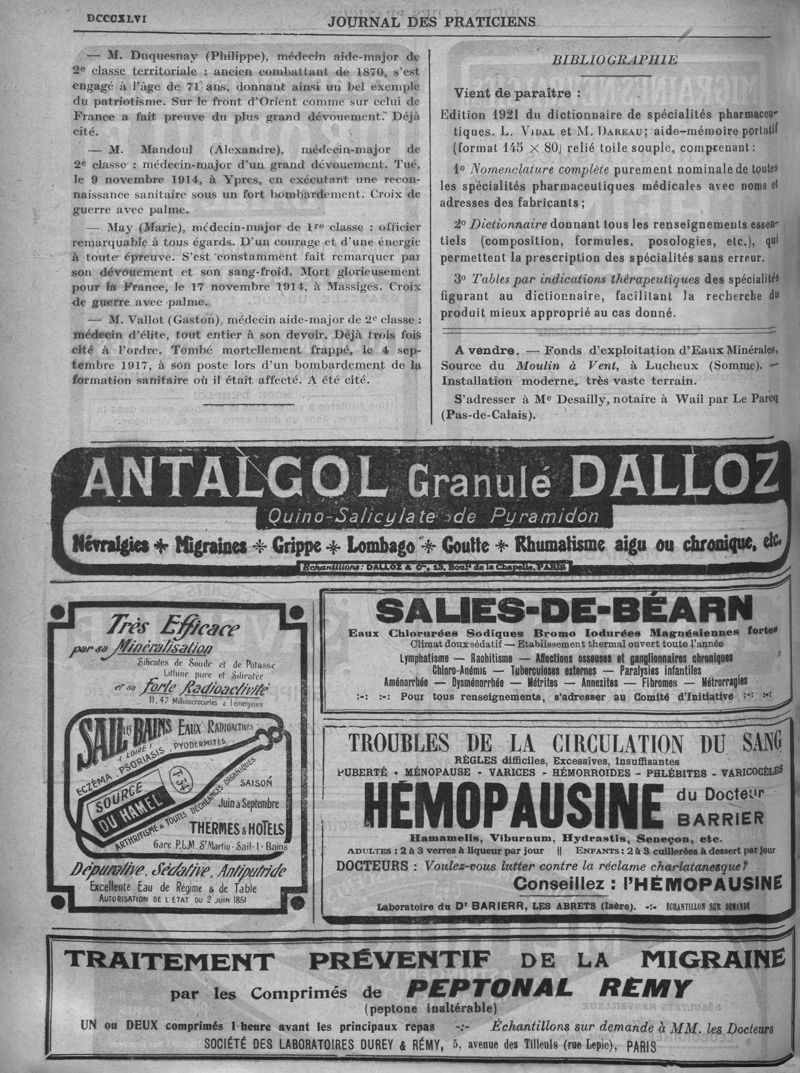 DCCCXLVI
JOURNAL DES PRATICIENS
— M. Duquesnay (Philippe), médecin aide-major de
2e classe territoriale : ancien combattant de 1870, s'est
engagé à l'âge de 71 ans, donnant ainsi un bel exemple
du patriotisme. Sur le front d'Orient comme sur celui de
France a fait preuve du plus grand dévouement. Déjà
cité.
— M. Mandoul (Alexandre), médecin-major de
2e classe : médecin-major d'un grand dévouement. Tué,
le 9 novembre 1914, à Ypres, en exécutant une recon-
naissance sanitaire sous un fort bombardement. Croix de
guerre avec palme.
— May (Marie), médecin-major de 1re classe : officier
remarquable à tous égards. D'un courage et d'une énergie
à toute épreuve. S'est constamment fait remarquer par
son dévouement et son sang-froid. Mort glorieusement
pour la France, le 17 novembre 1914, à Massiges. Croix
de guerre avec palme.
— M. Vallot (Gaston), médecin aide-major de 2e classe :
médecin d'élite, tout entier à son devoir. Déjà trois fois
cité à l'ordre. Tombé mortellement frappé, le 4 sep-
tembre 1917, à son poste lors d'un bombardement de la
formation sanitaire où il était affecté. A été cité.
BIBLIOGRAPHIE
Vient de paraître :
Edition 1921 du dictionnaire de spécialités pharmaceu-
tiques. L. VIDAL et M. DAREAU; aide-mémoire portatif
(format 145 × 80) relié toile souple, comprenant :
1º Nomenclature complète purement nominale de toutes
les spécialités pharmaceutiques médicales avec noms et
adresses des fabricants ;
2º Dictionnaire donnant tous les renseignements essen-
tiels (composition, formules, posologies, etc.), qui
permettent la prescription des spécialités sans erreur.
3º Tables par indications thérapeutiques des spécialités
figurant au dictionnaire, facilitant la recherche du
produit mieux approprié au cas donné.
A vendre. — Fonds d'exploitation d'Eaux Minérales,
Source du Moulin à Vent, à Lucheux (Somme). —
Installation moderne, très vaste terrain.
S'adresser à Me Desailly, notaire à Wail par Le Parcq
(Pas-de-Calais).
ANTALGOL Granulé DALLOZ
Quino-Salicylate de Pyramidon
Névralgies ✢ Migraines ✢ Grippe ✢ Lombago ✢ Goutte ✢ Rhumatisme aigu ou chronique, etc.
Echantillons : DALLOZ & Cie, 13, Bould de la Chapelle, PARIS
Très Efficace
par sa Minéralisation
Silicates de Soude et de Potasse
Lithine pure et Silicatée
et sa forte Radioactivité
11,47 Millimicrocuries à l'émergence
SAIL LES BAINS EAUX RADIOACTIVES
(LOIRE)
ECZÉMA, PSORIASIS, PYODERMITES
SOURCE
DU HAMEL
T 34°
ARTHRITISME & TOUTES DÉCHÉANCES ORGANIQUES
SAISON
Juin à Septembre
THERMES & HOTELS
Gare P.L.M. St Martin-Sail-l-Bains
Dépurative, Sédative, Antiputride
Excellente Eau de Régime & de Table
AUTORISATION DE L'ÉTAT DU 2 JUIN 1851
SALIES-DE-BÉARN
Eaux Chlorurées Sodiques Bromo Iodurées Magnésiennes fortes
Climat doux sédatif — Etablissement thermal ouvert toute l'année
Lymphatisme — Rachitisme — Affections osseuses et ganglionnaires chroniques
Chloro-Anémie — Tuberculoses externes — Paralysies infantiles
Aménorrhée — Dysménorrhée — Métrites — Annexites — Fibromes — Métrorragies
:-: :-: Pour tous renseignements, s'adresser au Comité d'Initiative :-: :-:
TROUBLES DE LA CIRCULATION DU SANG
RÈGLES difficiles, Excessives, Insuffisantes
PUBERTÉ - MÉNOPAUSE - VARICES - HÉMORROIDES - PHLÉBITES - VARICOCÈLES
HÉMOPAUSINE du Docteur
BARRIER
Hamamelis, Viburnum, Hydrastis, Seneçon, etc.
ADULTES : 2 à 3 verres à liqueur par jour || ENFANTS : 2 à 3 cuillerées à dessert par jour
DOCTEURS : Voulez-vous lutter contre la réclame charlatanesque ?
Conseillez : l'HÉMOPAUSINE
Laboratoire du Dr BARIERR, LES ABRETS (Isère). -:- ÉCHANTILLON SUR DEMANDE
TRAITEMENT PRÉVENTIF DE LA MIGRAINE
par les Comprimés de PEPTONAL REMY
(peptone inaltérable)
UN ou DEUX comprimés 1 heure avant les principaux repas -:- Échantillons sur demande à MM. les Docteurs
SOCIÉTÉ DES LABORATOIRES DUREY & RÉMY, 5, avenue des Tilleuls (rue Lepic), PARIS